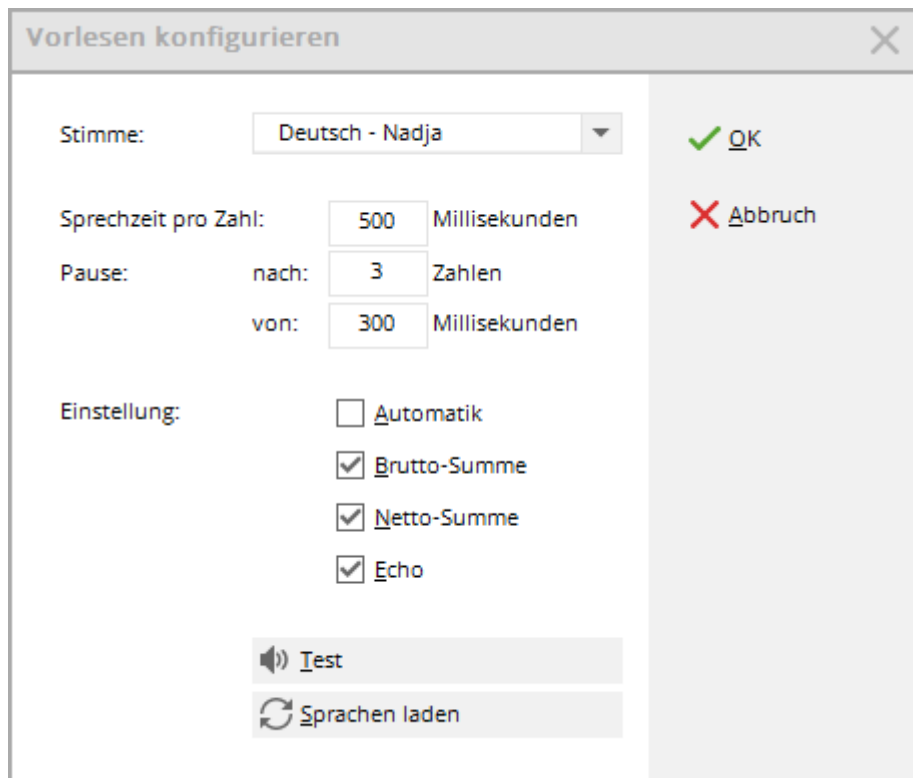 Vorlesen konfigurieren
Stimme: Deutsch - Nadja
OK
Sprechzeit pro Zahl: 500 Millisekunden
Abbruch
Pause: nach: 3 Zahlen
von: 300 Millisekunden
Einstellung: Automatik
Brutto-Summe
Netto-Summe
Echo
Test
Sprachen laden